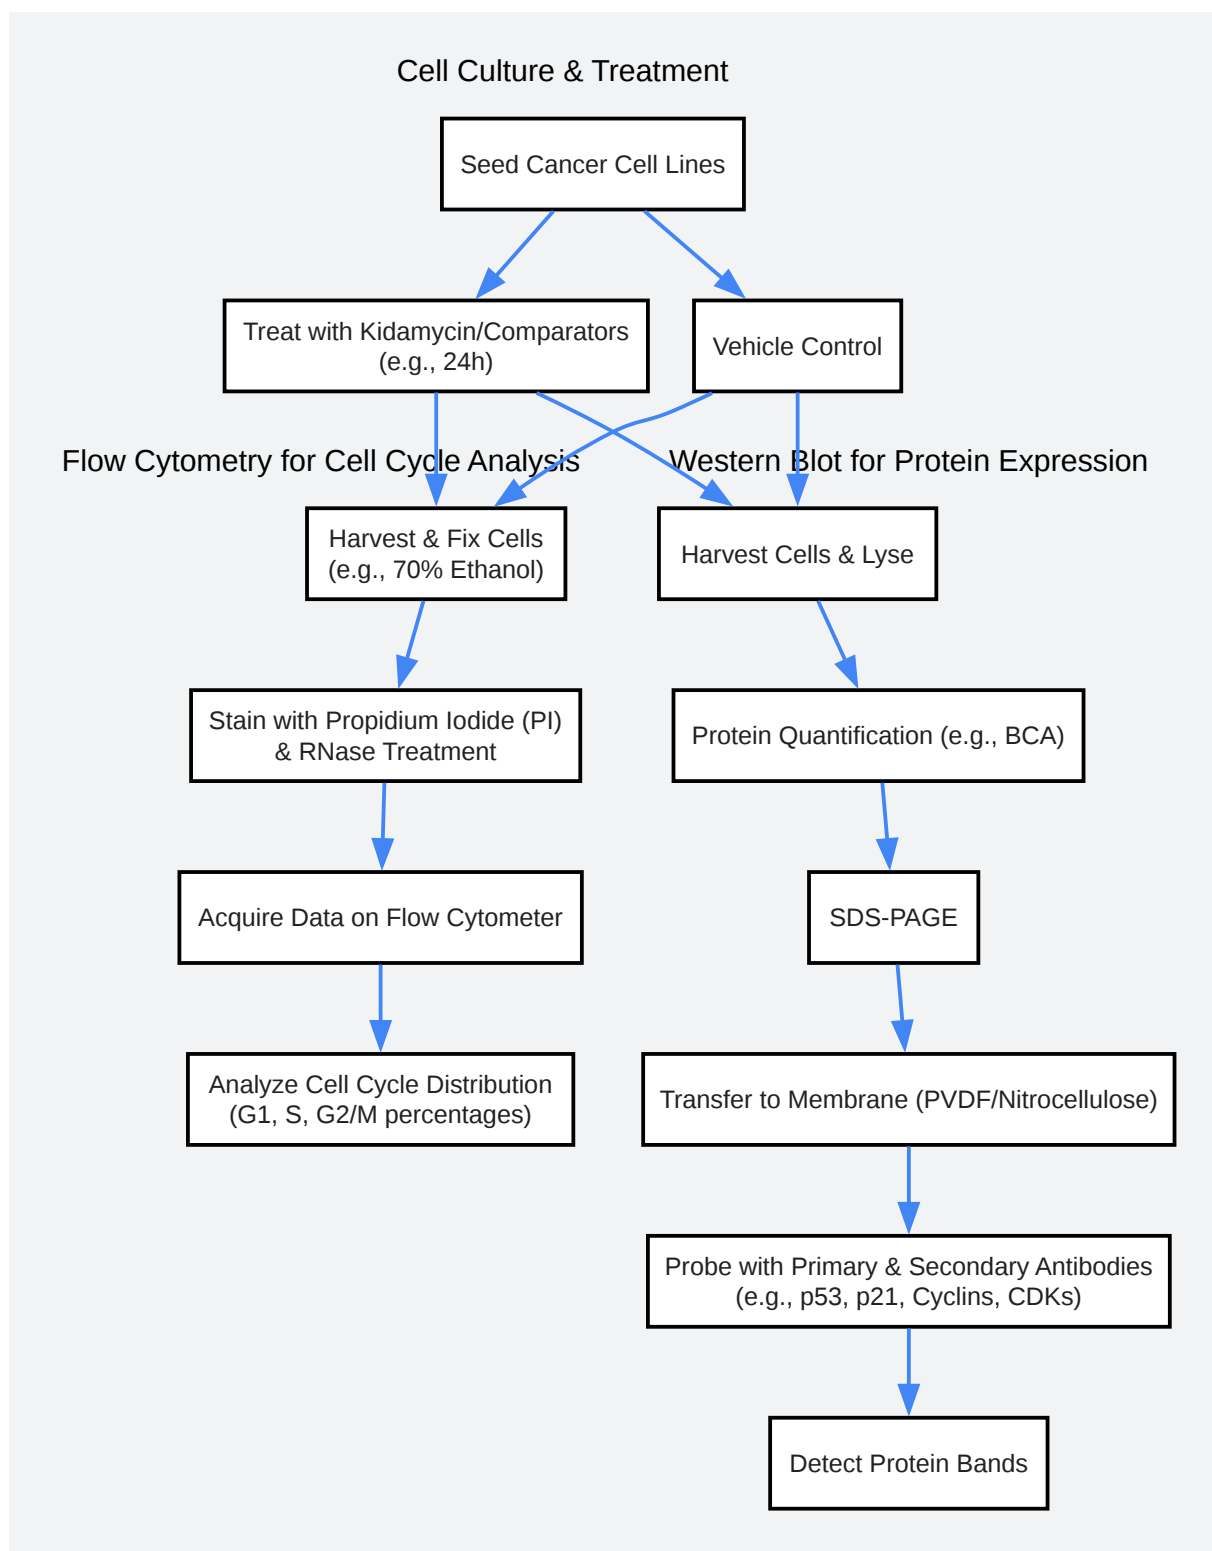 Cell Culture & Treatment
Seed Cancer Cell Lines
Treat with Kidamycin/Comparators
(e.g., 24h)
Vehicle Control
Flow Cytometry for Cell Cycle Analysis
Western Blot for Protein Expression
Harvest & Fix Cells
(e.g., 70% Ethanol)
Harvest Cells & Lyse
Stain with Propidium Iodide (PI)
& RNase Treatment
Protein Quantification (e.g., BCA)
Acquire Data on Flow Cytometer
SDS-PAGE
Analyze Cell Cycle Distribution
(G1, S, G2/M percentages)
Transfer to Membrane (PVDF/Nitrocellulose)
Probe with Primary & Secondary Antibodies
(e.g., p53, p21, Cyclins, CDKs)
Detect Protein Bands